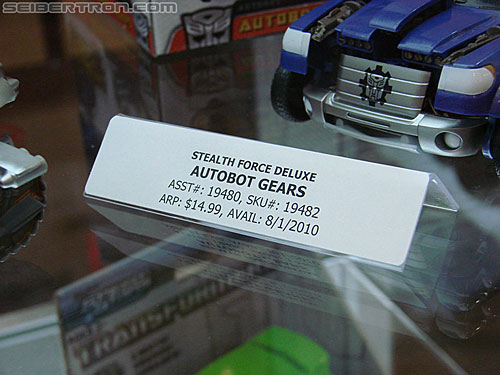 SEIBERTRON.COM
AUTOBOT
STEALTH FORCE DELUXE
AUTOBOT GEARS
ASST#: 19480, SKU#: 19482
ARP: $14.99, AVAIL: 8/1/2010
TRANSFORMERS